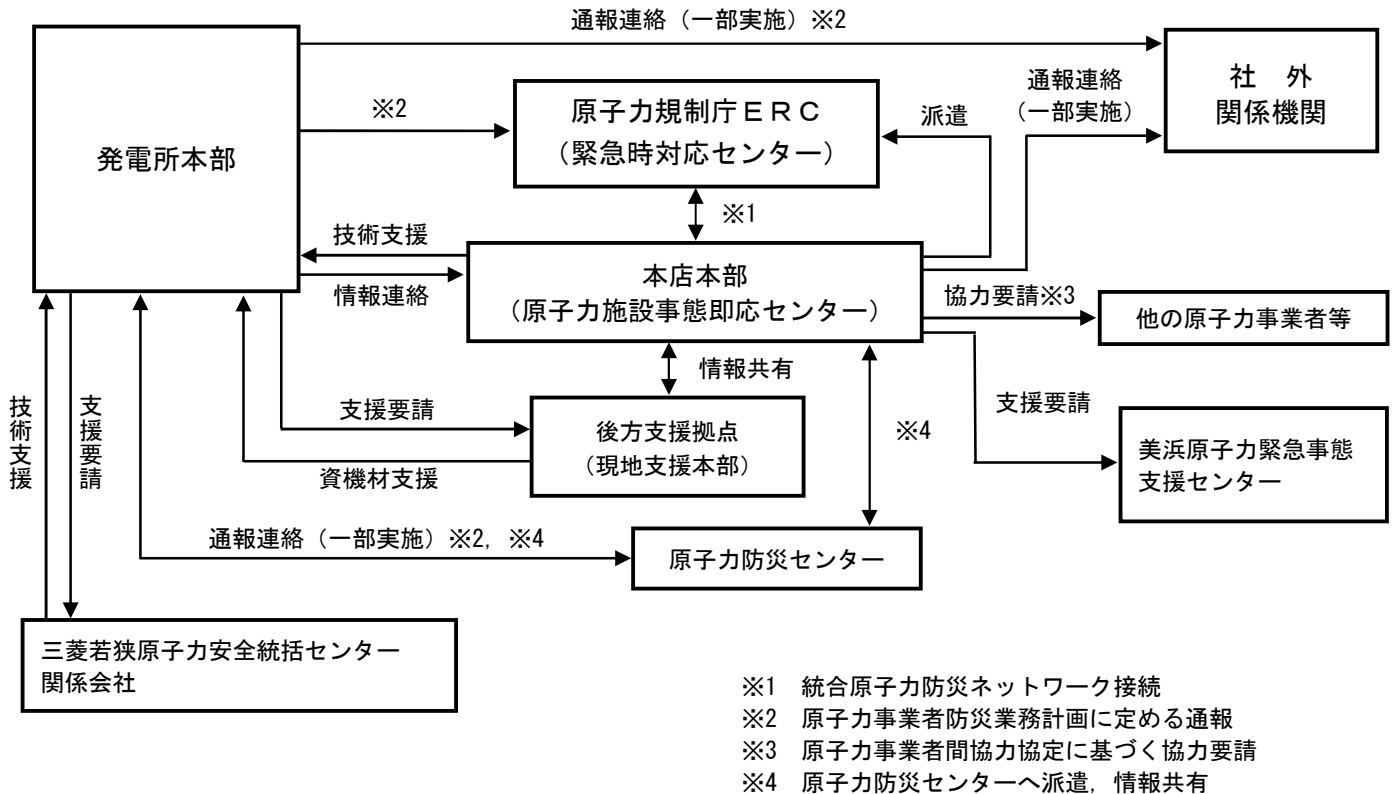 通報連絡（一部実施）※2
発電所本部
※2
原子力規制庁ＥＲＣ
（緊急時対応センター）
派遣
通報連絡
（一部実施）
社　外
関係機関
※1
技術支援
情報連絡
本店本部
（原子力施設事態即応センター）
協力要請※3
他の原子力事業者等
情報共有
支援要請
技術支援
支援要請
支援要請
資機材支援
後方支援拠点
（現地支援本部）
※4
美浜原子力緊急事態
支援センター
通報連絡（一部実施）※2，※4
原子力防災センター
三菱若狭原子力安全統括センター
関係会社
※1　統合原子力防災ネットワーク接続
※2　原子力事業者防災業務計画に定める通報
※3　原子力事業者間協力協定に基づく協力要請
※4　原子力防災センターへ派遣，情報共有